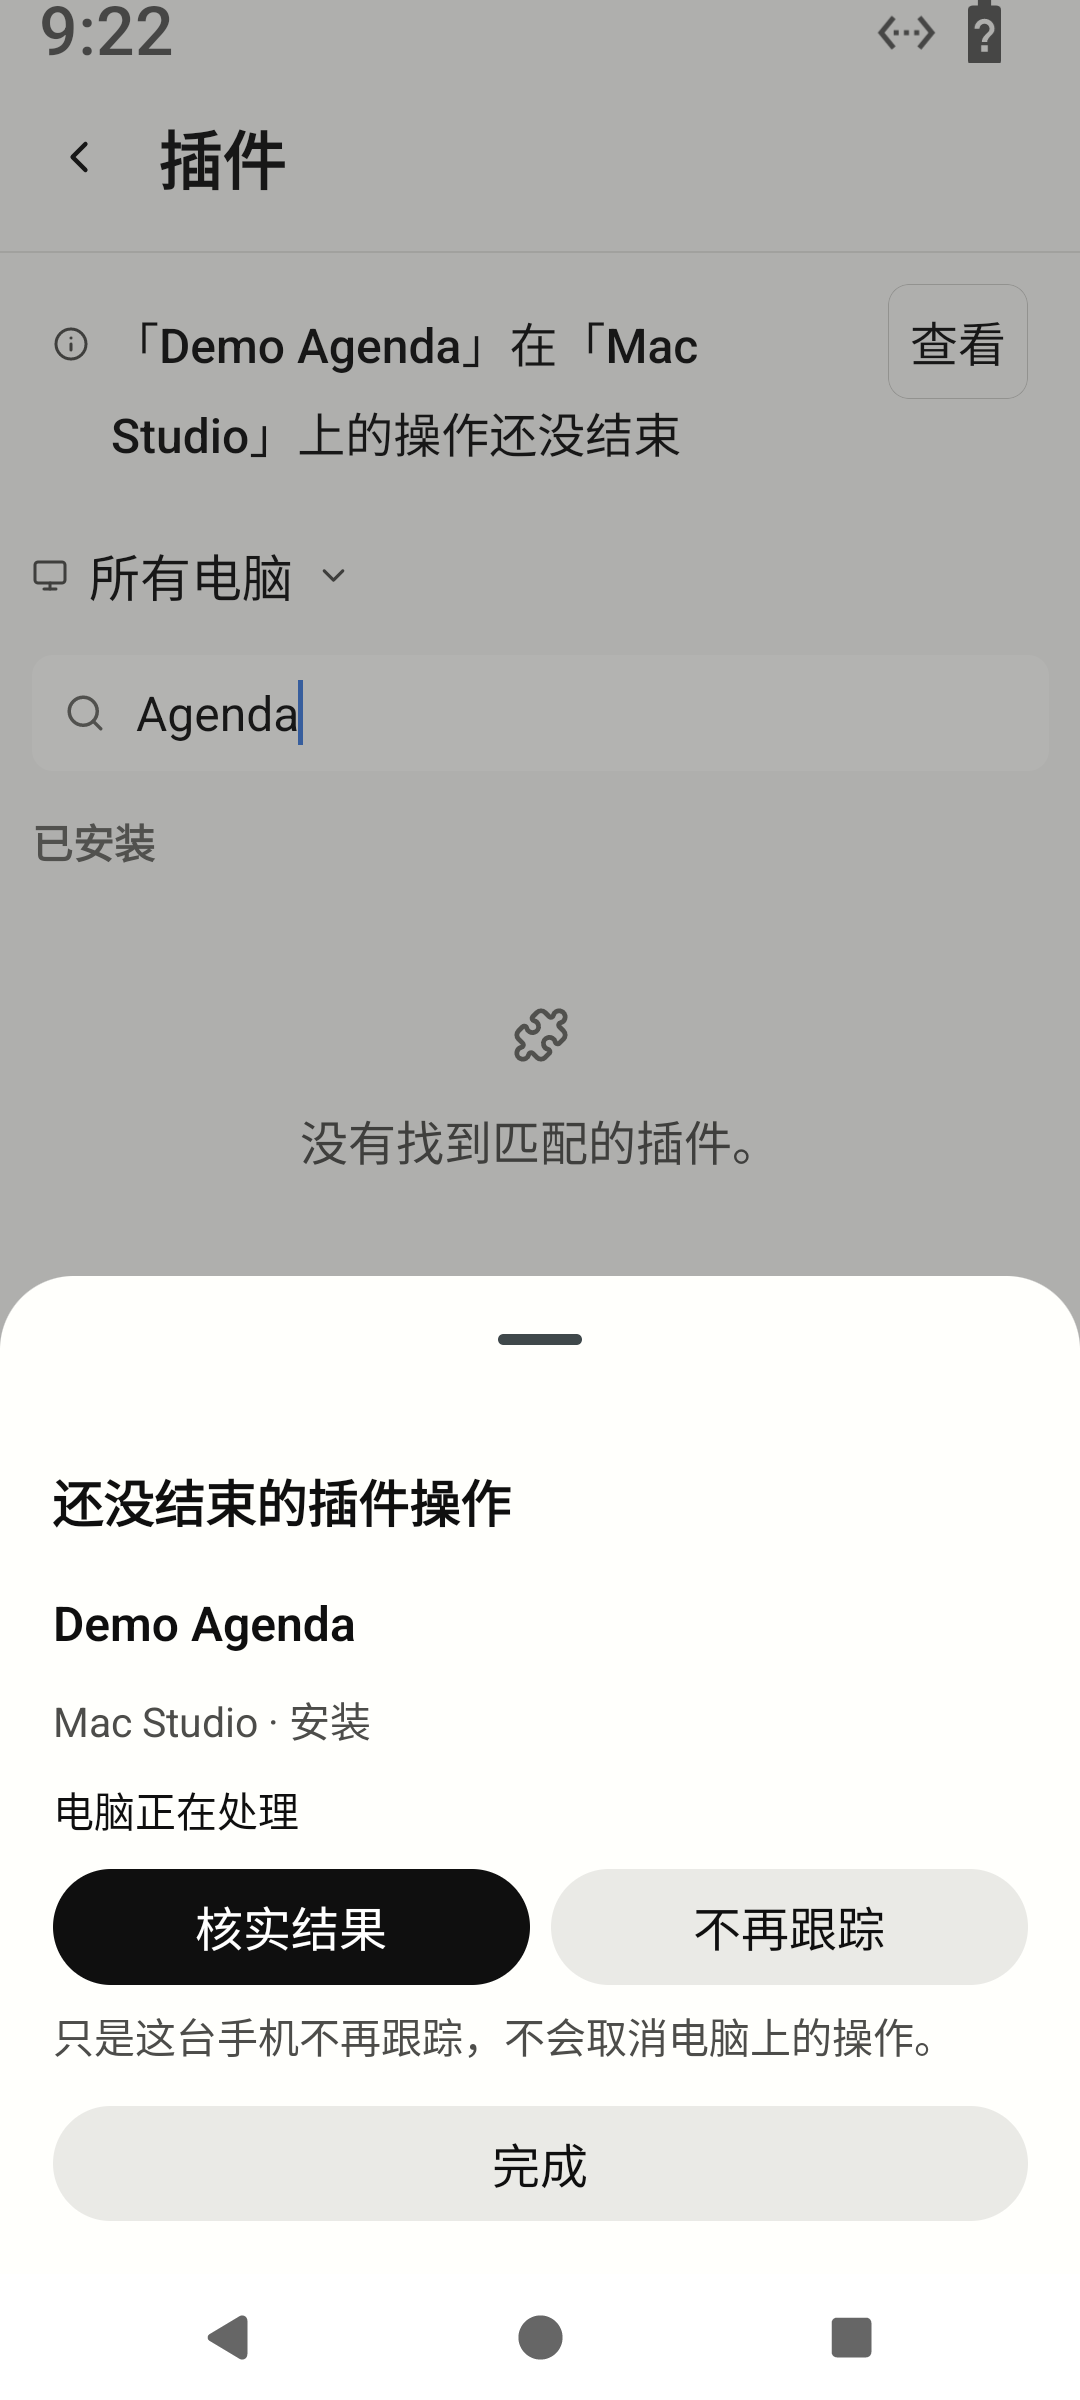 9:22
插件
「Demo Agenda」在「Mac
Studio」上的操作还没结束
查看
所有电脑
Agenda
已安装
没有找到匹配的插件。
还没结束的插件操作
Demo Agenda
Mac Studio · 安装
电脑正在处理
核实结果
不再跟踪
只是这台手机不再跟踪，不会取消电脑上的操作。
完成